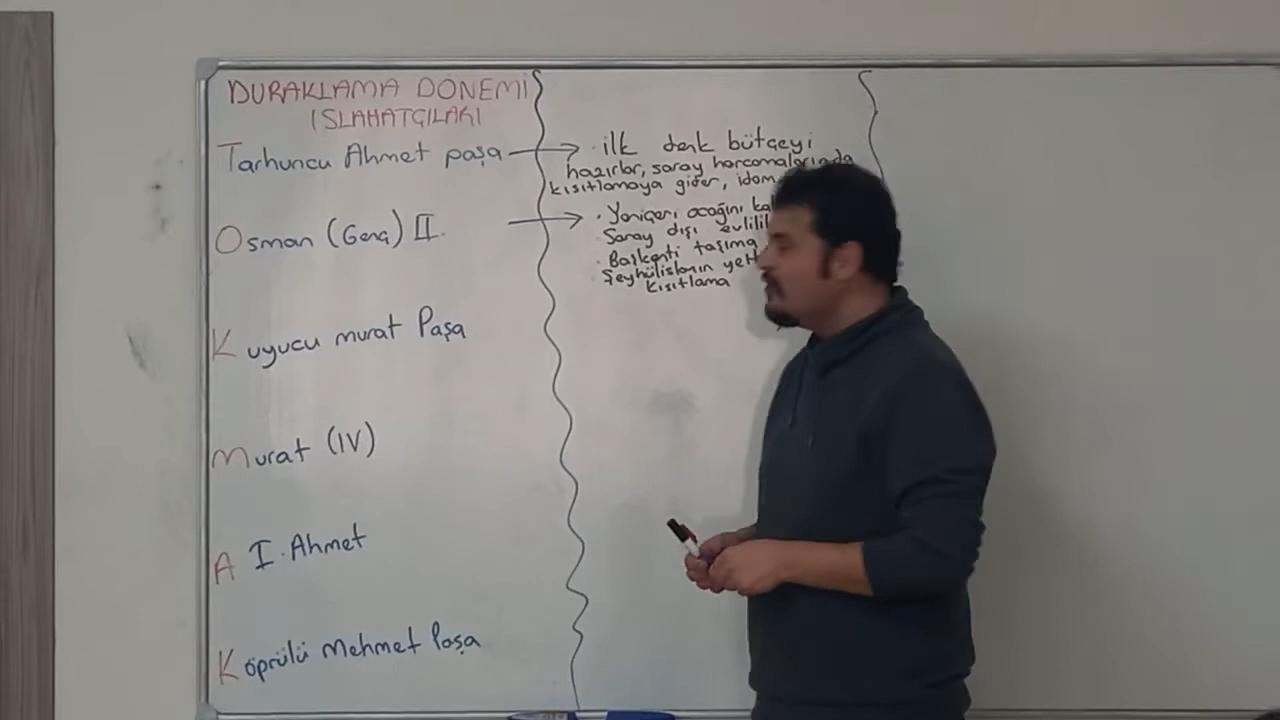 DURAKLAMA DÖNEMİ
ISLAHATÇILARI
Tarhuncu Ahmet paşa
Osman (Genç) II.
Kuyucu murat Paşa
Murat (IV)
A I. Ahmet
Köprülü Mehmet Paşa
· ilk denk bütçeyi
hazırlar, saray harcamalarında
kısıtlamaya gider, idam
· Yeniçeri ocağını
· Saray dışı
· Başkenti taşıma
· Şeyhülislamın
kısıtlama